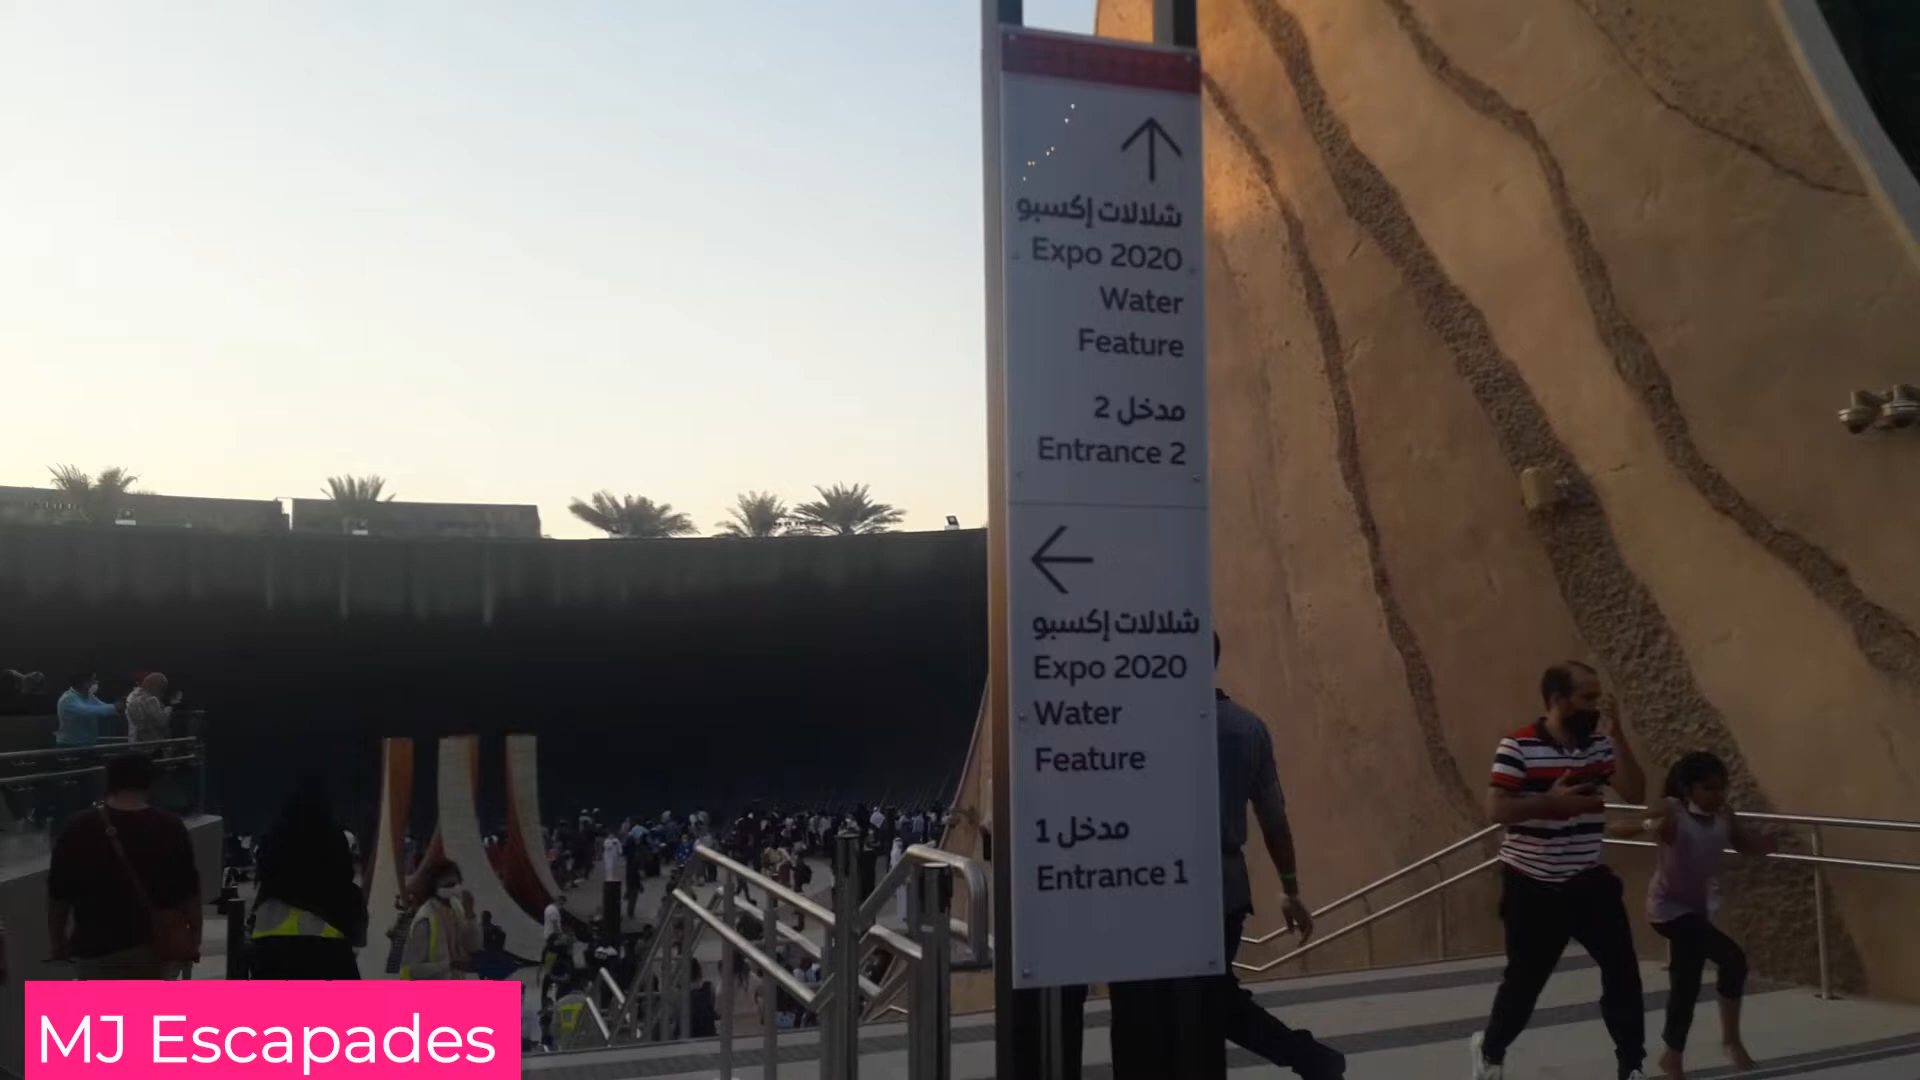 شلالات إكسبو
Expo 2020
Water
Feature
مدخل 2
Entrance 2
شلالات إكسبو
Expo 2020
Water
Feature
مدخل 1
Entrance 1
MJ Escapades